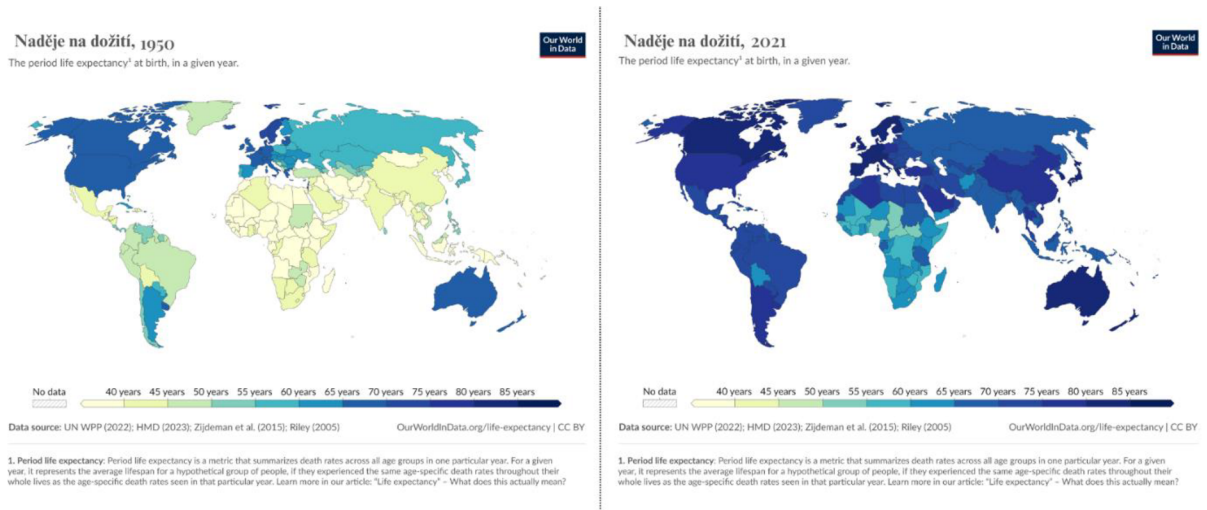 Naděje na dožití, 1950
Our World
in Data
The period life expectancy¹ at birth, in a given year.
No data
40 years 45 years 50 years 55 years 60 years 65 years 70 years 75 years 80 years 85 years
Data source: UN WPP (2022); HMD (2023); Zijdeman et al. (2015); Riley (2005)
OurWorldInData.org/life-expectancy | CC BY
1. Period life expectancy: Period life expectancy is a metric that summarizes death rates across all age groups in one particular year. For a given
year, it represents the average lifespan for a hypothetical group of people, if they experienced the same age-specific death rates throughout their
whole lives as the age-specific death rates seen in that particular year. Learn more in our article: "Life expectancy" – What does this actually mean?
Naděje na dožití, 2021
Our World
in Data
The period life expectancy¹ at birth, in a given year.
No data
40 years 45 years 50 years 55 years 60 years 65 years 70 years 75 years 80 years 85 years
Data source: UN WPP (2022); HMD (2023); Zijdeman et al. (2015); Riley (2005)
OurWorldInData.org/life-expectancy | CC BY
1. Period life expectancy: Period life expectancy is a metric that summarizes death rates across all age groups in one particular year. For a given
year, it represents the average lifespan for a hypothetical group of people, if they experienced the same age-specific death rates throughout their
whole lives as the age-specific death rates seen in that particular year. Learn more in our article: "Life expectancy" – What does this actually mean?